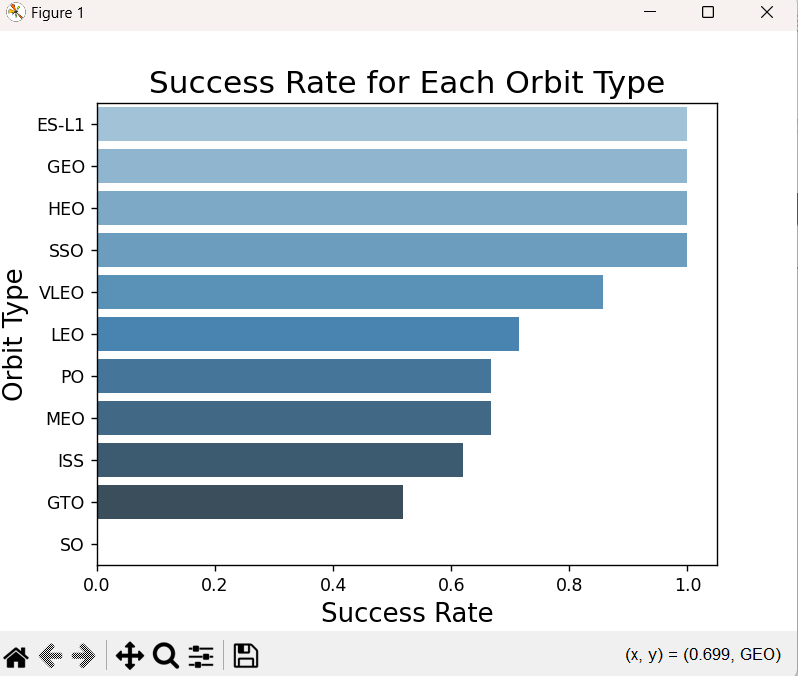 Figure 1
Success Rate for Each Orbit Type
Orbit Type
ES-L1
GEO
HEO
SSO
VLEO
LEO
PO
MEO
ISS
GTO
SO
0.0 0.2 0.4 0.6 0.8 1.0
Success Rate
(x, y) = (0.699, GEO)